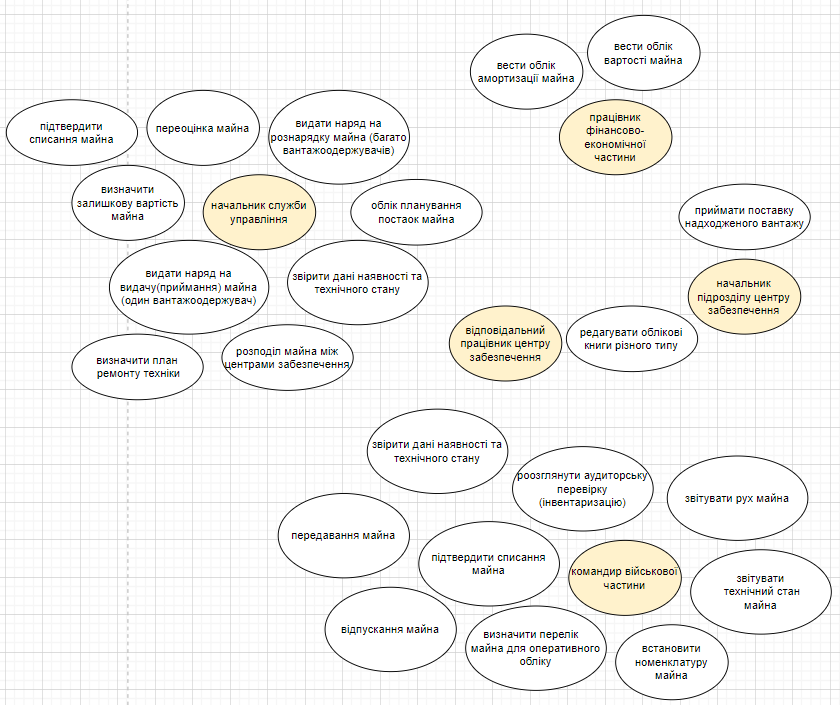 вести облік
амортизації майна
вести облік
вартості майна
працівник
фінансово-
економічної
частини
підтвердити
списання майна
переоцінка майна
видати наряд на
рознарядку майна (багато
вантажоодержувачів)
визначити
залишкову вартість
майна
начальник служби
управління
облік планування
постаок майна
приймати поставку
надходженого вантажу
видати наряд на
видачу(приймання) майна
(один вантажоодержувач)
звірити дані наявності та
технічного стану
начальник
підрозділу центру
забезпечення
відповідальний
працівник центру
забезпечення
редагувати облікові
книги різного типу
визначити план
ремонту техніки
розподіл майна між
центрами забезпечення
звірити дані наявності та
технічного стану
роозглянути аудиторську
перевірку
(інвентаризацію)
звітувати рух майна
передавання майна
підтвердити списання
майна
командир військової
частини
звітувати
технічний стан
майна
відпускання майна
визначити перелік
майна для оперативного
обліку
встановити
номенклатуру
майна